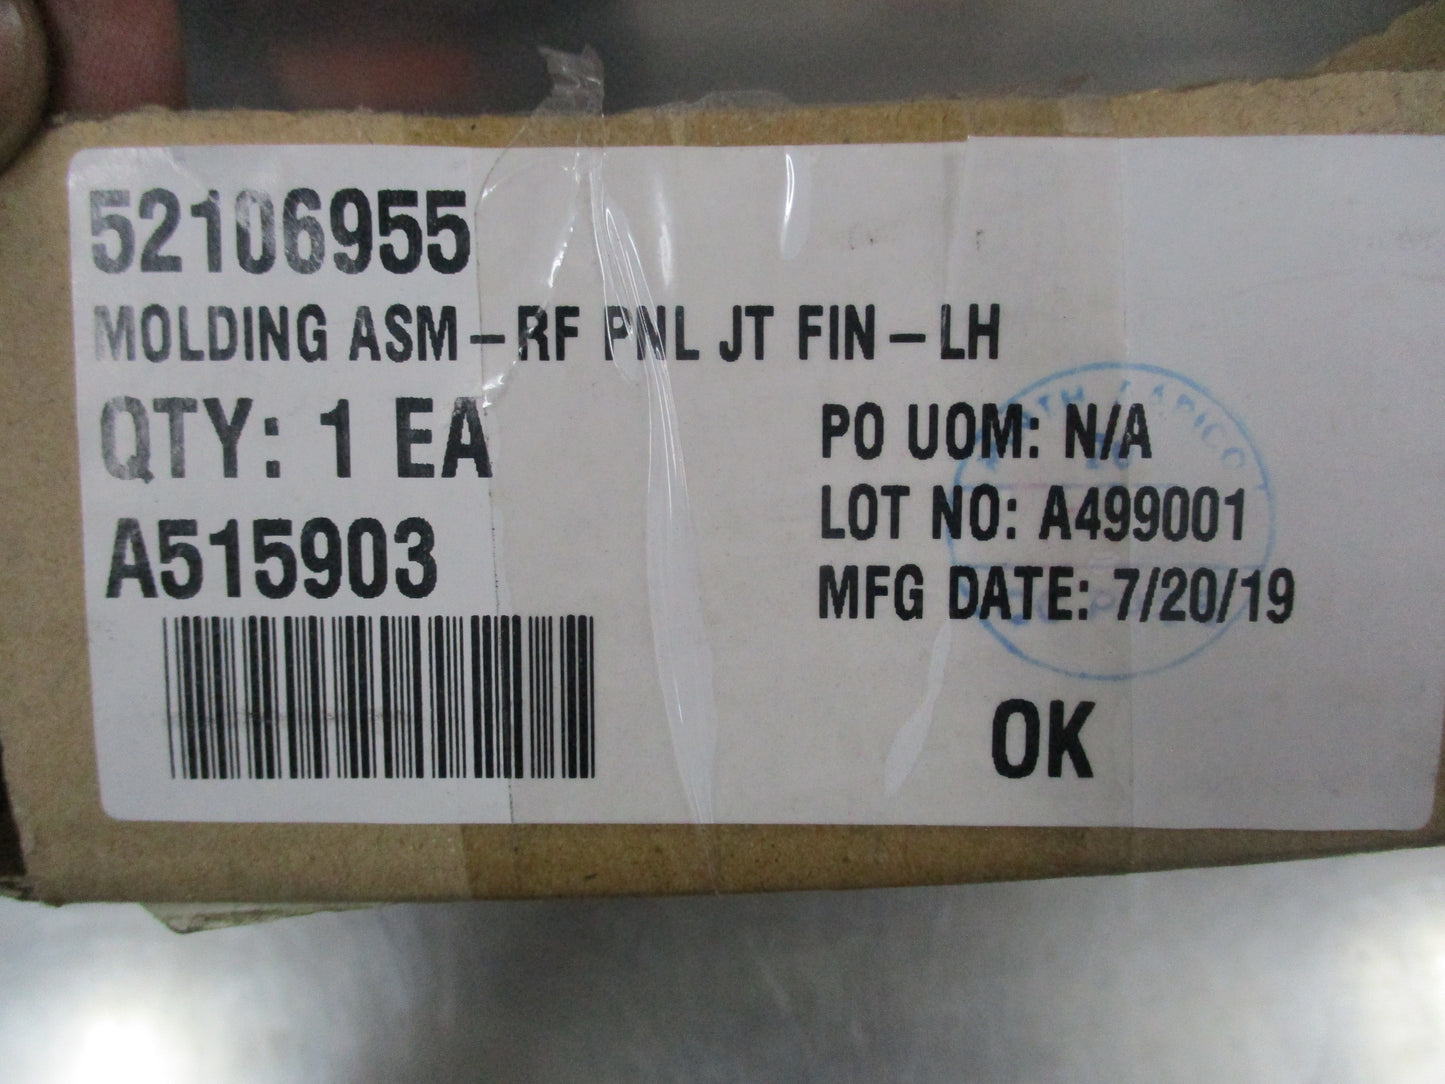 52106955
MOLDING ASM-RF PNL JT FIN-LH
QTY: 1 EA
PO UOM: N/A
A515903
LOT NO: A499001
MFG DATE: 7/20/19
OK